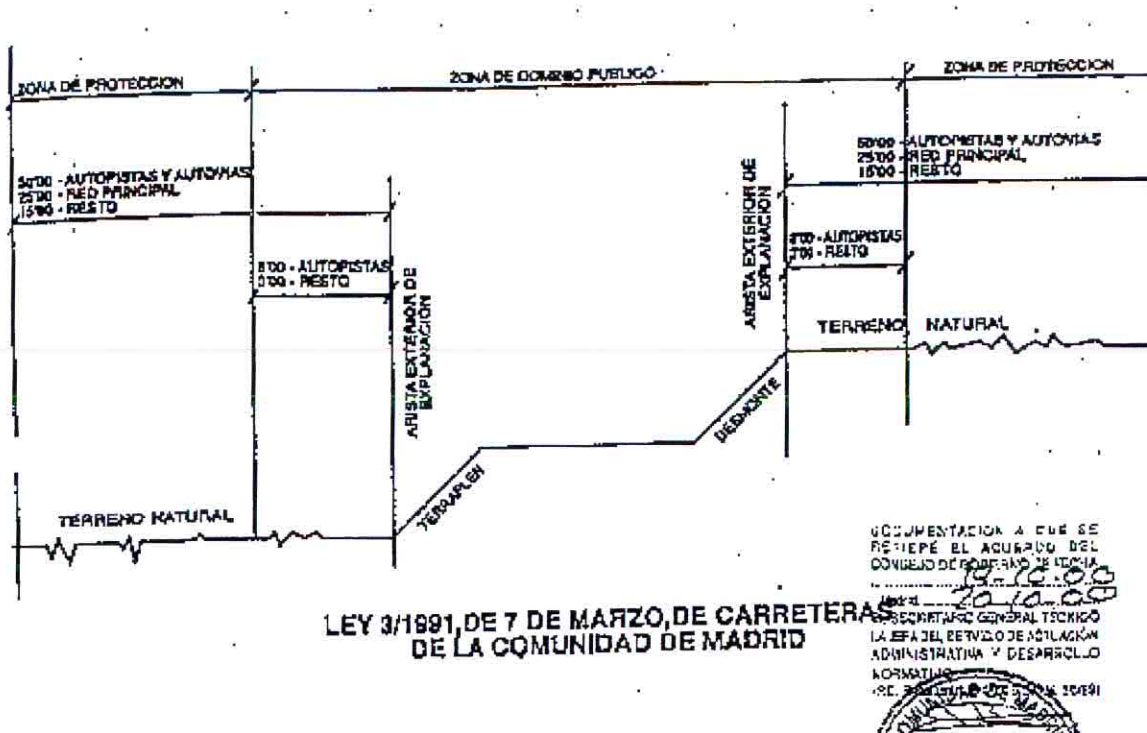 ZONA DE PROTECCION
ZONA DE DOMINIO PUBLICO
ZONA DE PROTECCION
50'00 - AUTOPISTAS Y AUTOVIAS
25'00 - RED PRINCIPAL
15'00 - RESTO
8'00 - AUTOPISTAS
3'00 - RESTO
ARISTA EXTERIOR DE
EXPLANACION
50'00 - AUTOPISTAS Y AUTOVIAS
25'00 - RED PRINCIPAL
15'00 - RESTO
8'00 - AUTOPISTAS
3'00 - RESTO
ARISTA EXTERIOR DE
EXPLANACION
TERRENO NATURAL
DESMONTE
TERRAPLEN
TERRENO NATURAL
LEY 3/1991, DE 7 DE MARZO, DE CARRETERAS
DE LA COMUNIDAD DE MADRID
DOCUMENTACION A QUE SE
REFIERE EL ACUERDO DEL
CONSEJO DE GOBIERNO DE FECHA
Madrid
SECRETARIO GENERAL TECNICO
LA JEFA DEL SERVICIO DE ACTUACION
ADMINISTRATIVA Y DESARROLLO
NORMATIVO
COMUNIDAD DE MADRID